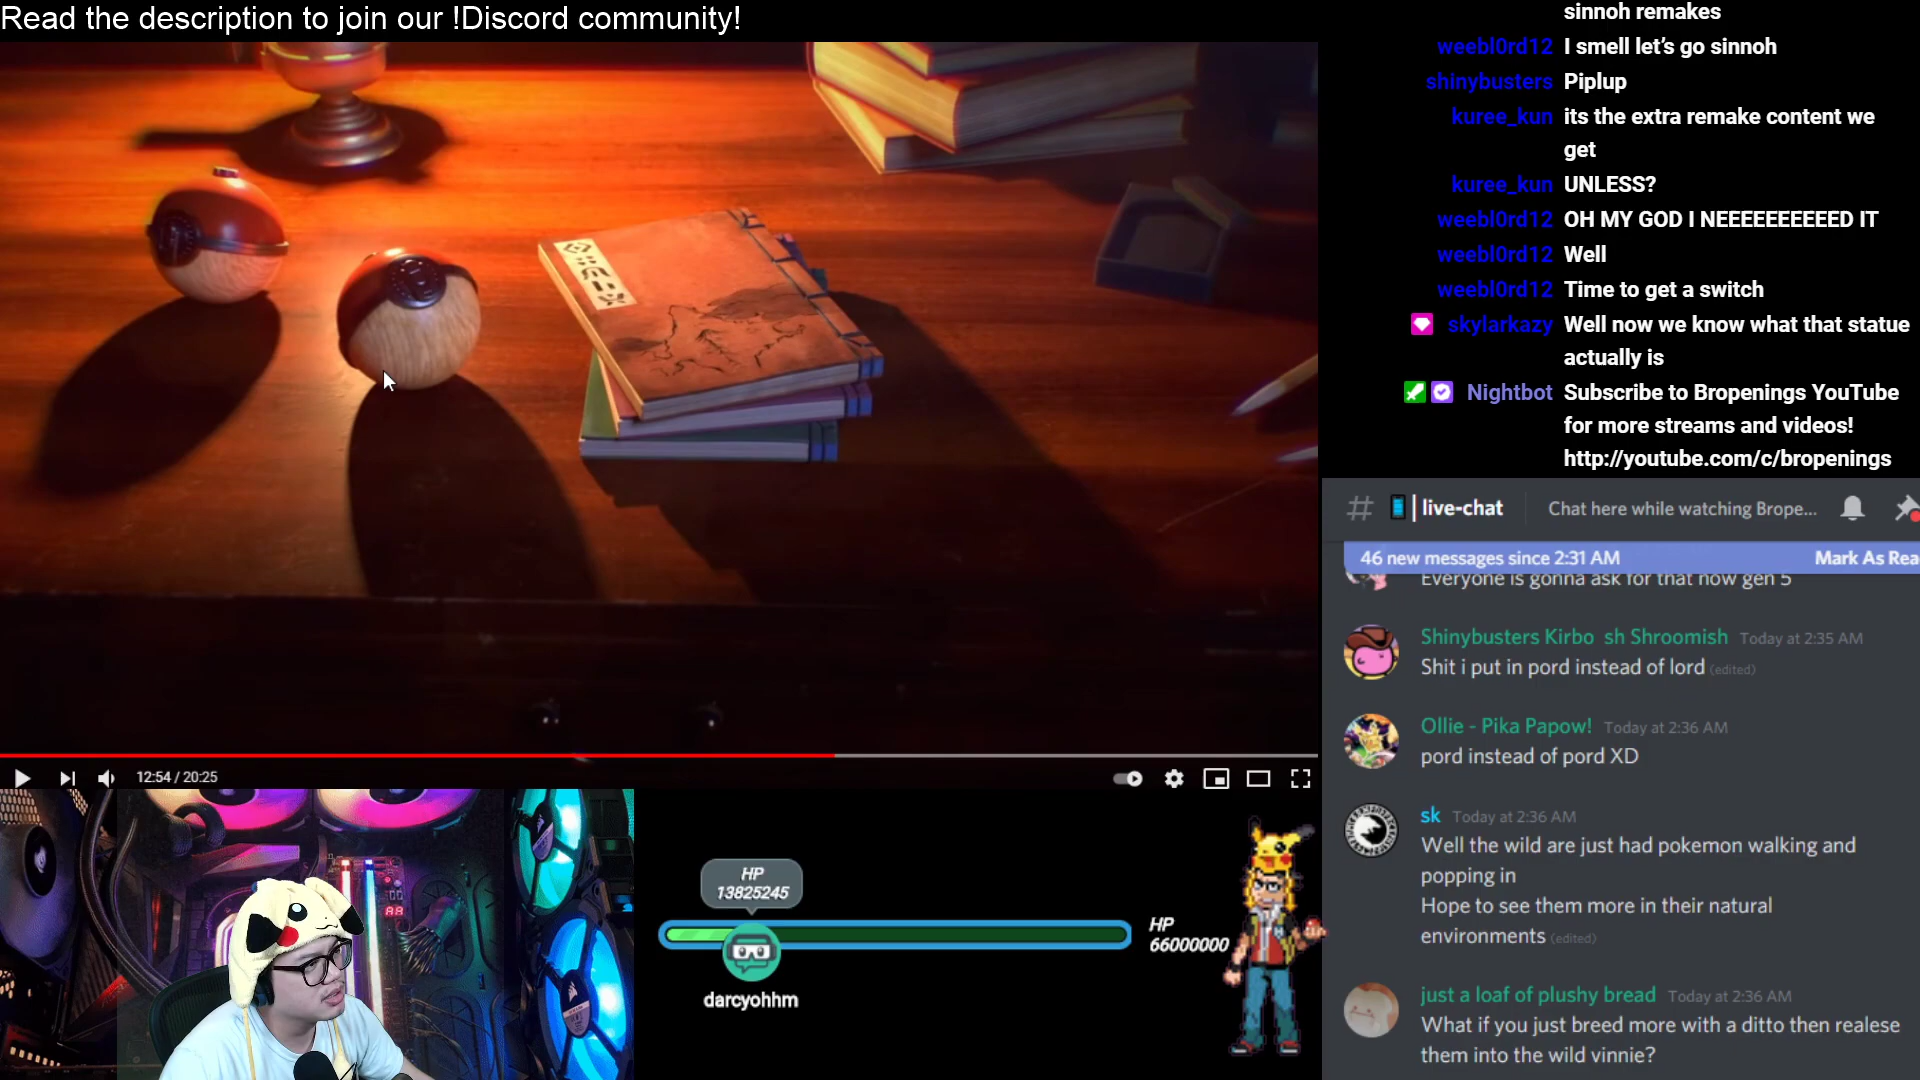 Read the description to join our !Discord community!
sinnoh remakes
weebl0rd12 I smell let's go sinnoh
shinybusters Piplup
kuree_kun its the extra remake content we
get
kuree_kun UNLESS?
weebl0rd12 OH MY GOD I NEEEEEEEEEED IT
weebl0rd12 Well
weebl0rd12 Time to get a switch
skylarkazy Well now we know what that statue
actually is
Nightbot Subscribe to Bropenings YouTube
for more streams and videos!
http://youtube.com/c/bropenings
live-chat Chat here while watching Brope...
46 new messages since 2:31 AM Mark As Rea
Everyone is gonna ask for that now gen 5
Shinybusters Kirbo sh Shroomish Today at 2:35 AM
Shit i put in pord instead of lord (edited)
Ollie - Pika Papow! Today at 2:36 AM
pord instead of pord XD
sk Today at 2:36 AM
Well the wild are just had pokemon walking and
popping in
Hope to see them more in their natural
environments (edited)
just a loaf of plushy bread Today at 2:36 AM
What if you just breed more with a ditto then realese
them into the wild vinnie?
12:54 / 20:25
HP
13825245
HP
66000000
darcyohhm